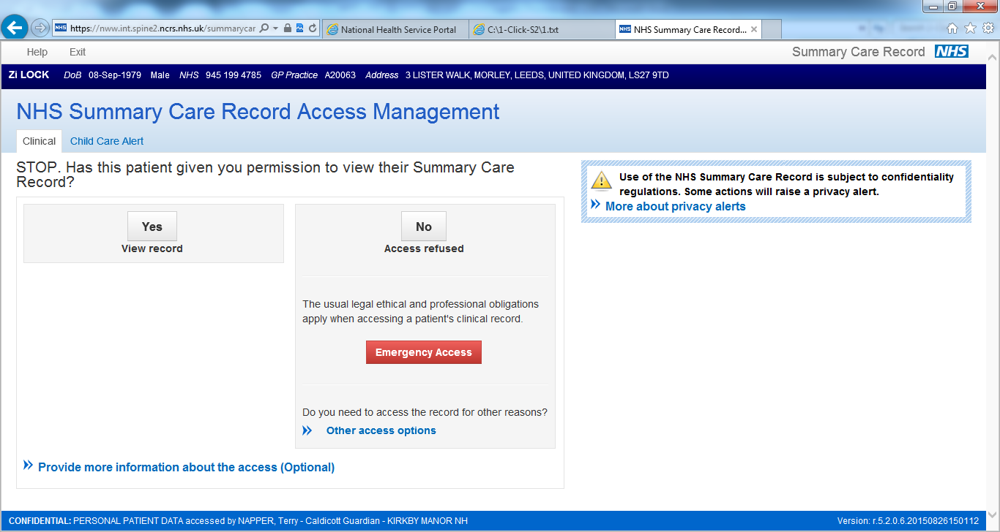 https://nww.int.spine2.ncrs.nhs.uk/summarycar
National Health Service Portal
C:\1-Click-S2\1.txt
NHS Summary Care Record...
Help Exit
Summary Care Record NHS
Zi LOCK DoB 08-Sep-1979 Male NHS 945 199 4785 GP Practice A20063 Address 3 LISTER WALK, MORLEY, LEEDS, UNITED KINGDOM, LS27 9TD
NHS Summary Care Record Access Management
Clinical Child Care Alert
STOP. Has this patient given you permission to view their Summary Care
Record?
Yes
View record
No
Access refused
The usual legal ethical and professional obligations
apply when accessing a patient's clinical record.
Emergency Access
Do you need to access the record for other reasons?
Other access options
Provide more information about the access (Optional)
Use of the NHS Summary Care Record is subject to confidentiality
regulations. Some actions will raise a privacy alert.
More about privacy alerts
CONFIDENTIAL: PERSONAL PATIENT DATA accessed by NAPPER, Terry - Caldicott Guardian - KIRKBY MANOR NH
Version: r.5.2.0.6.20150826150112